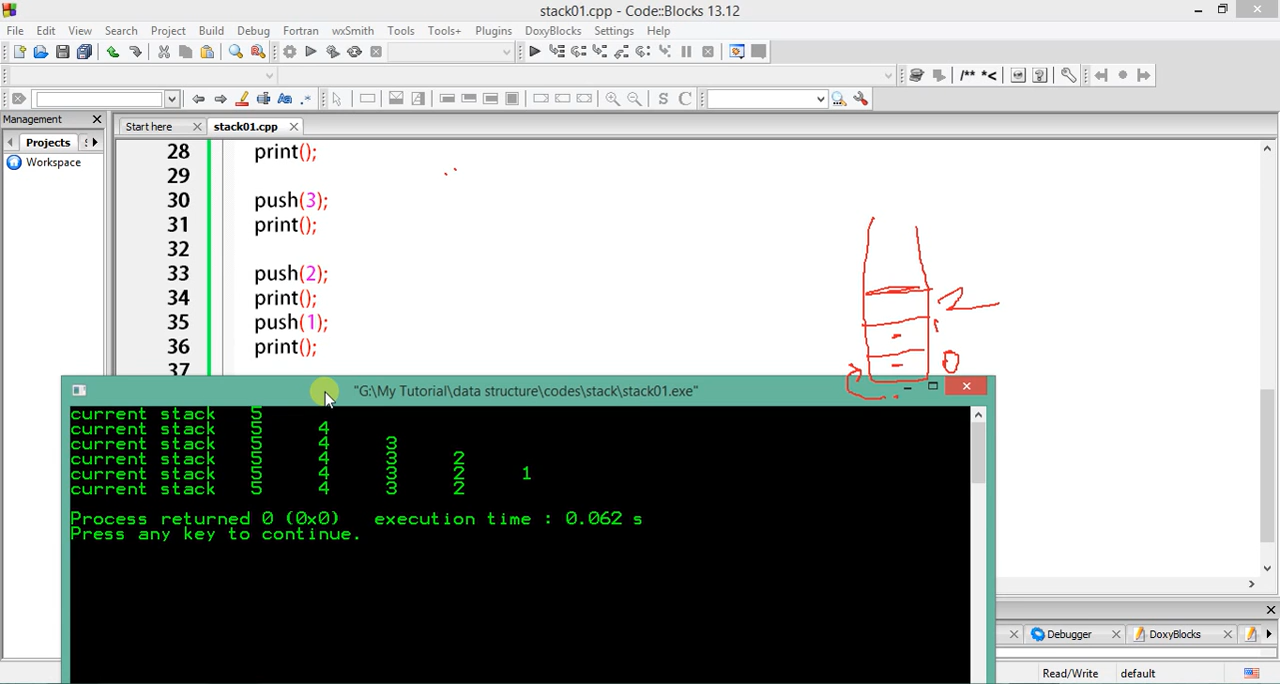 stack01.cpp - Code::Blocks 13.12
File Edit View Search Project Build Debug Fortran wxSmith Tools Tools+ Plugins DoxyBlocks Settings Help
/** *<
S C
Management
Start here stack01.cpp
Projects
Workspace
28 print();
29
30 push(3);
31 print();
32
33 push(2);
34 print();
35 push(1);
36 print();
37
2
1
0
"G:\My Tutorial\data structure\codes\stack\stack01.exe"
current stack 5
current stack 5 4
current stack 5 4 3
current stack 5 4 3 2
current stack 5 4 3 2 1
current stack 5 4 3 2
Process returned 0 (0x0) execution time : 0.062 s
Press any key to continue.
Debugger DoxyBlocks
Read/Write default